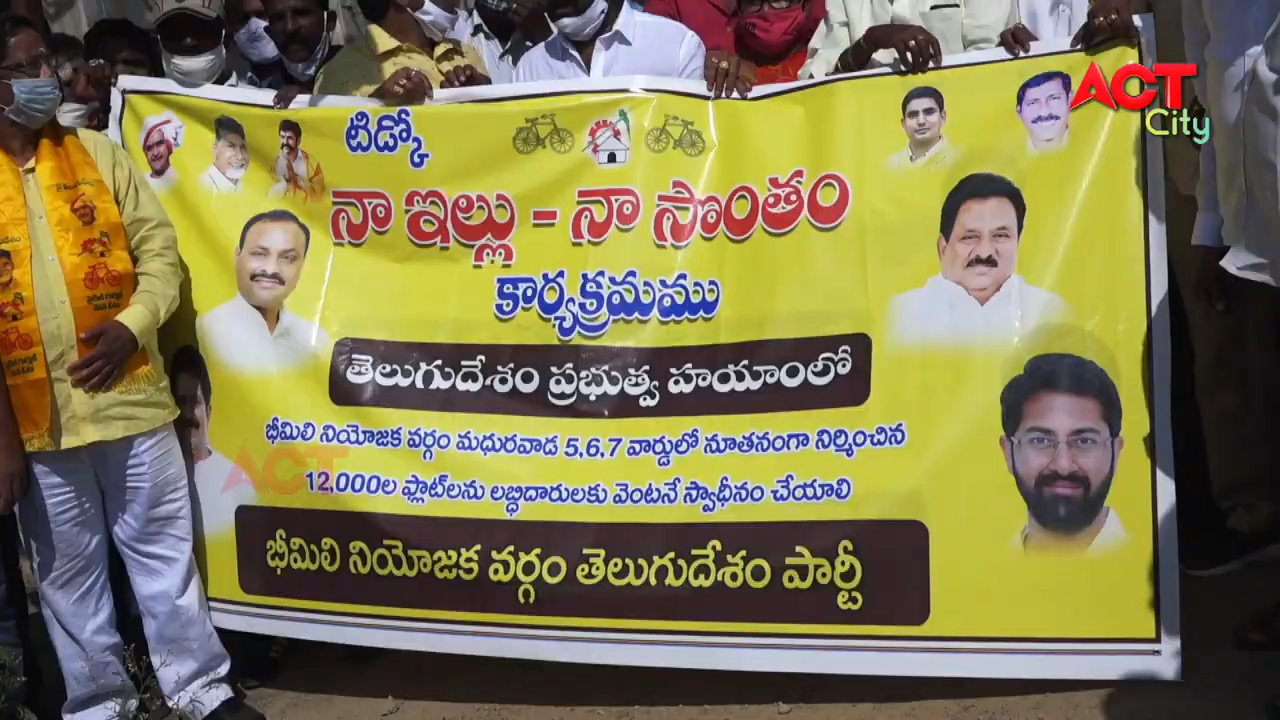 ACT
City
టిడ్కో
నా ఇల్లు - నా సొంతం
కార్యక్రమము
తెలుగుదేశం ప్రభుత్వ హయాంలో
భీమిలి నియోజక వర్గం మధురవాడ 5,6,7 వార్డులో నూతనంగా నిర్మించిన
12,000ల ఫ్లాట్‌లను లబ్ధిదారులకు వెంటనే స్వాధీనం చేయాలి
భీమిలి నియోజక వర్గం తెలుగుదేశం పార్టీ
ACT